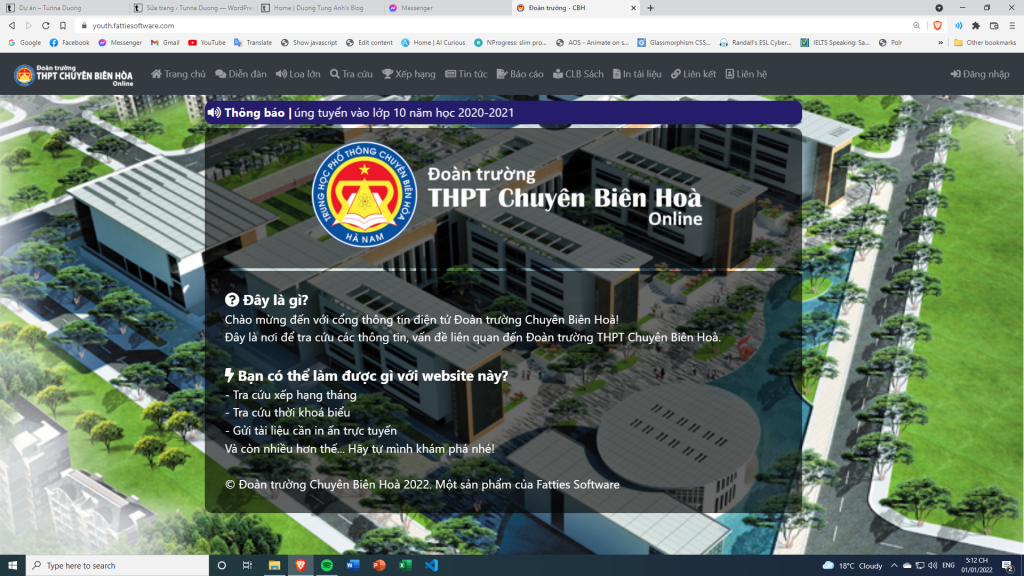 Dự án – Tunna Duong
Sửa trang ‹ Tunna Duong — WordPre
Home | Duong Tung Anh's Blog
Messenger
Đoàn trường - CBH
youth.fattiesoftware.com
Google
Facebook
Messenger
Gmail
YouTube
Translate
Show javascript
Edit content
Home | AI Curious
NProgress: slim pro...
AOS - Animate on s...
Glassmorphism CSS...
Randall's ESL Cyber...
IELTS Speaking: Sa...
Polr
Other bookmarks
Đoàn trường
THPT CHUYÊN BIÊN HÒA
Online
Trang chủ
Diễn đàn
Loa lớn
Tra cứu
Xếp hạng
Tin tức
Báo cáo
CLB Sách
In tài liệu
Liên kết
Liên hệ
Đăng nhập
Thông báo | úng tuyển vào lớp 10 năm học 2020-2021
TRUNG HỌC PHỔ THÔNG CHUYÊN BIÊN HÒA
HÀ NAM
Đoàn trường
THPT Chuyên Biên Hoà
Online
Đây là gì?
Chào mừng đến với cổng thông tin điện tử Đoàn trường Chuyên Biên Hoà!
Đây là nơi để tra cứu các thông tin, vấn đề liên quan đến Đoàn trường THPT Chuyên Biên Hoà.
Bạn có thể làm được gì với website này?
- Tra cứu xếp hạng tháng
- Tra cứu thời khoá biểu
- Gửi tài liệu cần in ấn trực tuyến
Và còn nhiều hơn thế... Hãy tự mình khám phá nhé!
© Đoàn trường Chuyên Biên Hoà 2022. Một sản phẩm của Fatties Software
Type here to search
18°C Cloudy
ENG
5:12 CH
01/01/2022
2